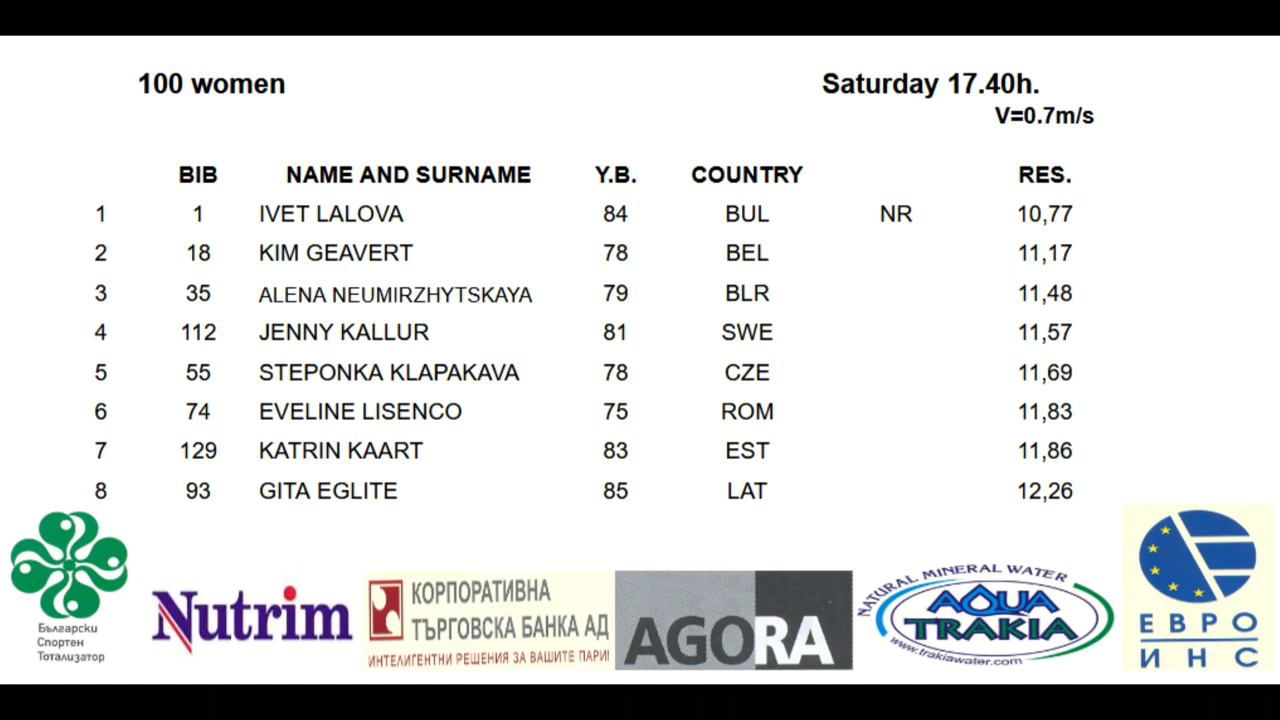 100 women Saturday 17.40h.
V=0.7m/s
BIB NAME AND SURNAME Y.B. COUNTRY RES.
1 1 IVET LALOVA 84 BUL NR 10,77
2 18 KIM GEAVERT 78 BEL 11,17
3 35 ALENA NEUMIRZHYTSKAYA 79 BLR 11,48
4 112 JENNY KALLUR 81 SWE 11,57
5 55 STEPONKA KLAPAKAVA 78 CZE 11,69
6 74 EVELINE LISENCO 75 ROM 11,83
7 129 KATRIN KAART 83 EST 11,86
8 93 GITA EGLITE 85 LAT 12,26
Български
Спортен
Тотализатор
Nutrim
КОРПОРАТИВНА
ТЪРГОВСКА БАНКА АД
ИНТЕЛИГЕНТНИ РЕШЕНИЯ ЗА ВАШИТЕ ПАРИ!
AGORA
NATURAL MINERAL WATER
AQUA
TRAKIA
www.trakiawater.com
ЕВРО
ИНС